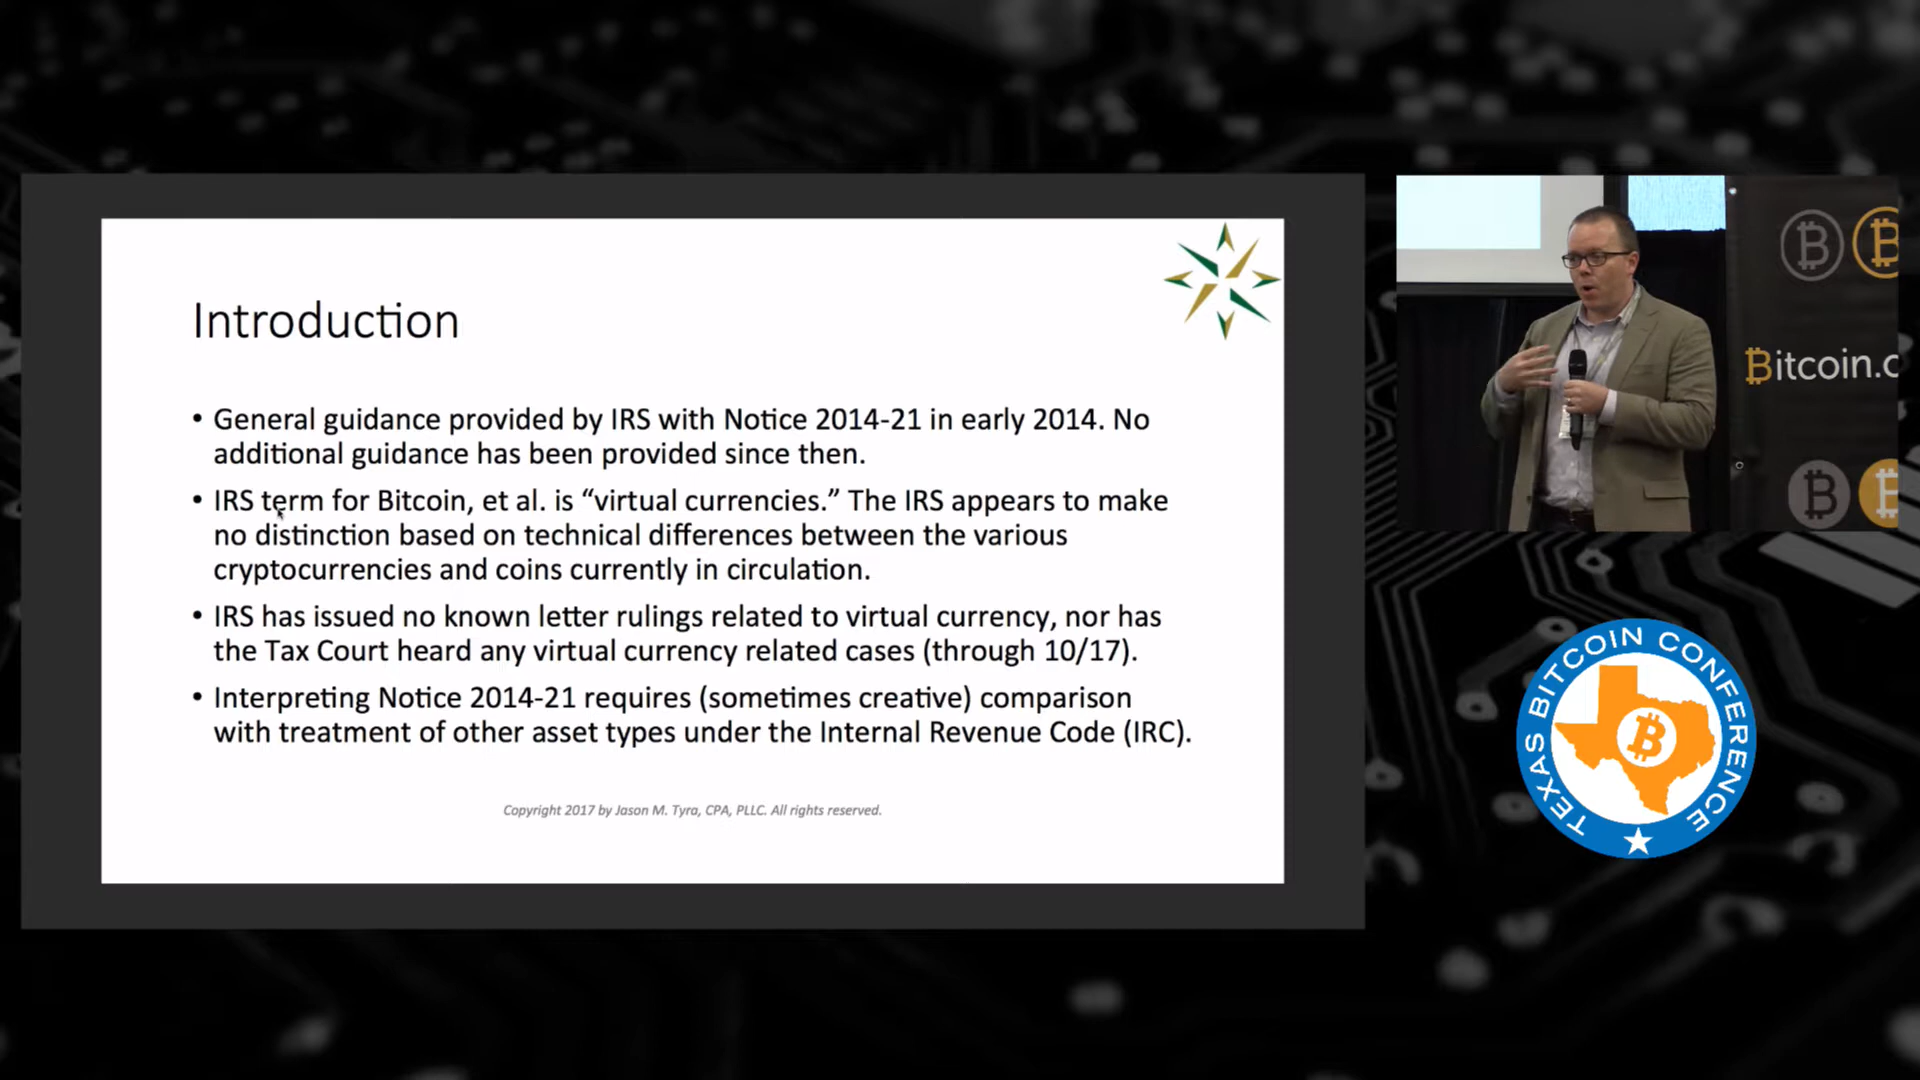 Introduction
• General guidance provided by IRS with Notice 2014-21 in early 2014. No
additional guidance has been provided since then.
• IRS term for Bitcoin, et al. is “virtual currencies.” The IRS appears to make
no distinction based on technical differences between the various
cryptocurrencies and coins currently in circulation.
• IRS has issued no known letter rulings related to virtual currency, nor has
the Tax Court heard any virtual currency related cases (through 10/17).
• Interpreting Notice 2014-21 requires (sometimes creative) comparison
with treatment of other asset types under the Internal Revenue Code (IRC).
Copyright 2017 by Jason M. Tyra, CPA, PLLC. All rights reserved.
Bitcoin.c
TEXAS BITCOIN CONFERENCE